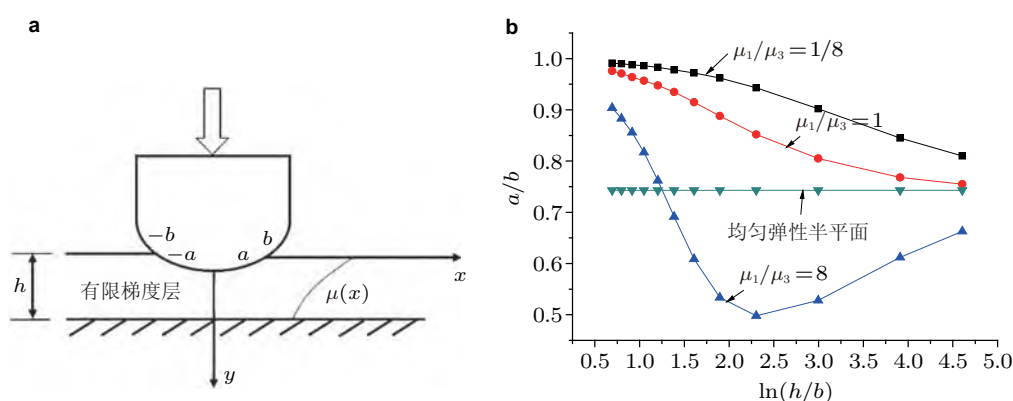 a
−b
b
−a
a
x
h
有限梯度层
μ(x)
y
b
1.0
0.9
0.8
0.7
0.6
0.5
a/b
μ₁/μ₃=1/8
μ₁/μ₃=1
均匀弹性半平面
μ₁/μ₃=8
0.5 1.0 1.5 2.0 2.5 3.0 3.5 4.0 4.5 5.0
ln(h/b)